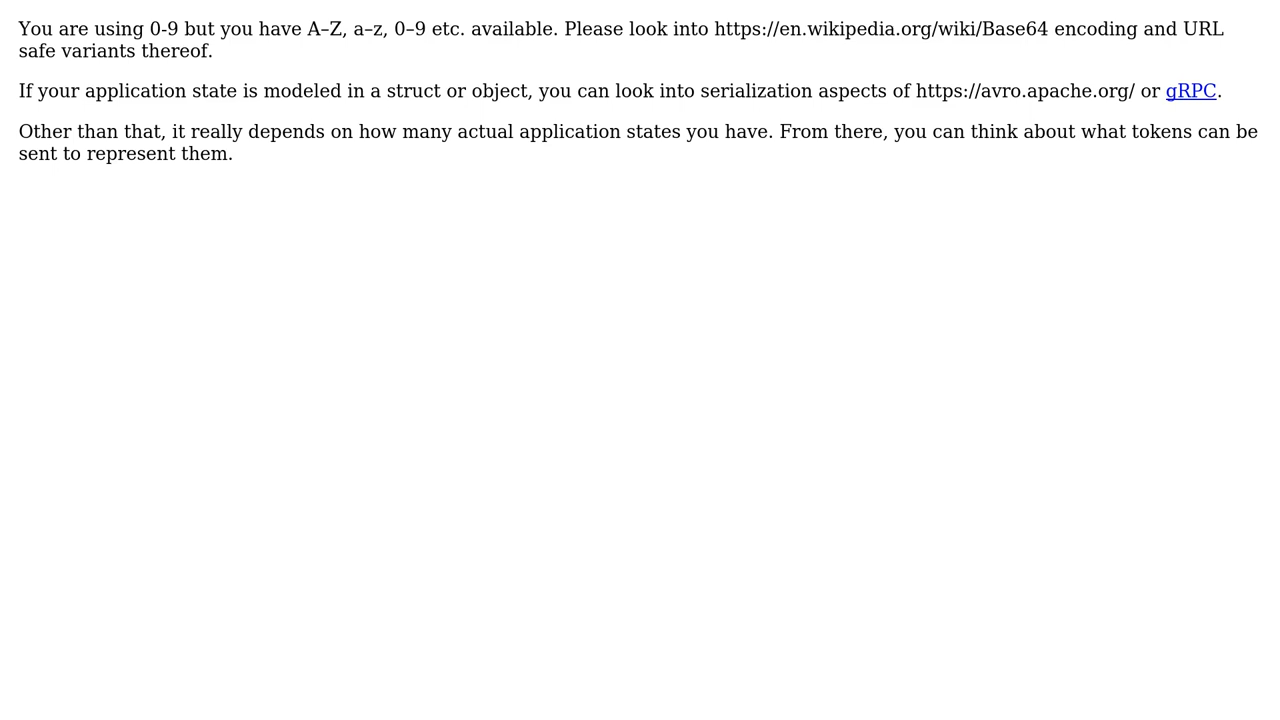 You are using 0-9 but you have A–Z, a–z, 0–9 etc. available. Please look into https://en.wikipedia.org/wiki/Base64 encoding and URL
safe variants thereof.
If your application state is modeled in a struct or object, you can look into serialization aspects of https://avro.apache.org/ or gRPC.
Other than that, it really depends on how many actual application states you have. From there, you can think about what tokens can be
sent to represent them.